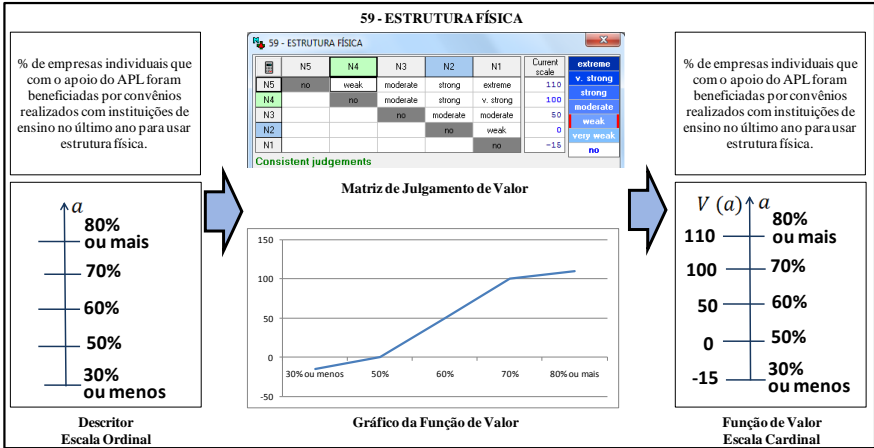 59 - ESTRUTURA FÍSICA
% de empresas individuais que
com o apoio do APL foram
beneficiadas por convênios
realizados com instituições de
ensino no último ano para usar
estrutura física.
a
80%
ou mais
70%
60%
50%
30%
ou menos
Descritor
Escala Ordinal
59 - ESTRUTURA FÍSICA
N5 N4 N3 N2 N1 Current
scale
N5 no weak moderate strong extreme 110
N4 no moderate strong v. strong 100
N3 no moderate moderate 50
N2 no weak 0
N1 no -15
Consistent judgements
extreme
v. strong
strong
moderate
weak
very weak
no
Matriz de Julgamento de Valor
150
100
50
0
-50
30% ou menos 50% 60% 70% 80% ou mais
Gráfico da Função de Valor
% de empresas individuais que
com o apoio do APL foram
beneficiadas por convênios
realizados com instituições de
ensino no último ano para usar
estrutura física.
V (a) a
80%
ou mais
110
100 70%
50 60%
0 50%
-15 30%
ou menos
Função de Valor
Escala Cardinal